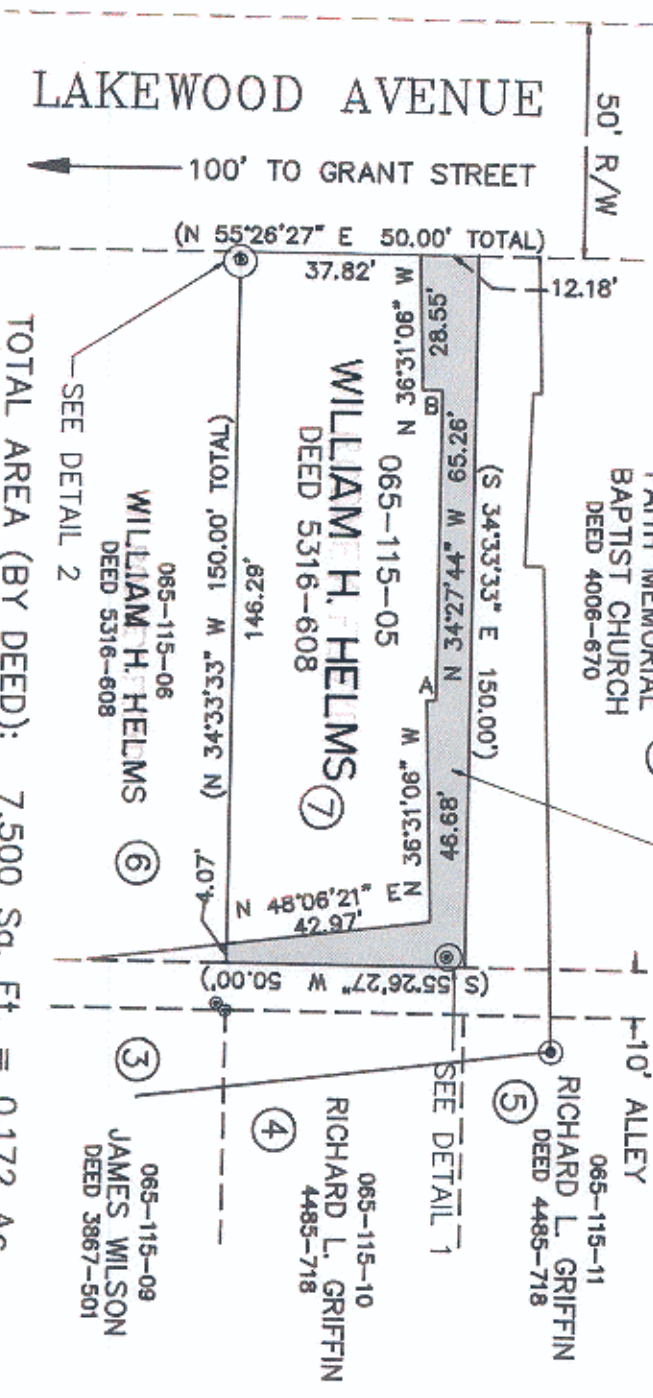 LAKEWOOD AVENUE
100' TO GRANT STREET
50' R/W
(N 55°26'27" E 50.00' TOTAL)
37.82'
12.18'
28.55'
N 36°31'06" W
B
N 34°27'44" W 65.26'
(S 34°33'33" E 150.00')
A
46.68'
N 36°31'06" W
065-115-05
WILLIAM H. HELMS
DEED 5316-608
7
N 48°06'21" E
42.97'
4.07'
146.29'
(N 34°33'33" W 150.00' TOTAL)
(S 55°26'27" W 50.00')
SEE DETAIL 2
065-115-06
WILLIAM H. HELMS
DEED 5316-608
6
MEMORIAL
BAPTIST CHURCH
DEED 4006-670
10' ALLEY
065-115-11
RICHARD L. GRIFFIN
DEED 4485-718
5
SEE DETAIL 1
065-115-10
RICHARD L. GRIFFIN
4485-718
4
065-115-09
JAMES WILSON
DEED 3867-501
3
TOTAL AREA (BY DEED): 7,500 Sq. Ft. = 0.172 Ac.